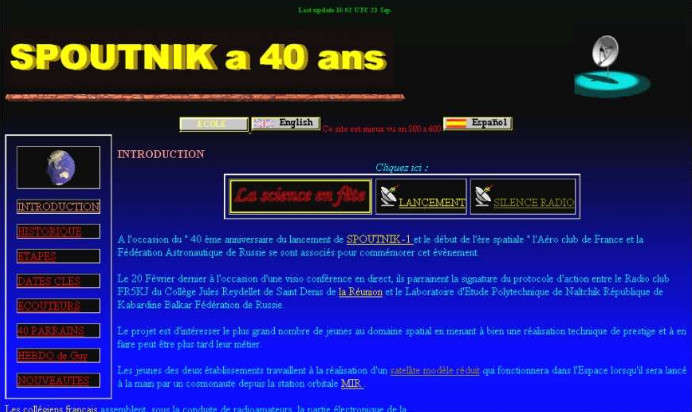 Last update 16:02 UTC 23 Sep.
SPOUTNIK a 40 ans
ECOLE English Ce site est mieux vu en 800 x 600 Español
INTRODUCTION
Cliquez ici :
La science en fête LANCEMENT SILENCE RADIO
INTRODUCTION
HISTORIQUE
ETAPES
DATES CLES
ECOUTEURS
40 PARRAINS
HEBDO de Guy
NOUVEAUTES
A l'occasion du " 40 ème anniversaire du lancement de SPOUTNIK-1 et le début de l'ère spatiale " l'Aéro club de France et la
Fédération Astronautique de Russie se sont associés pour commémorer cet évènement.
Le 20 Février dernier à l'occasion d'une visio conférence en direct, ils parrainent la signature du protocole d'action entre le Radio club
FR5KJ du Collège Jules Reydellet de Saint Denis de la Réunion et le Laboratoire d'Etude Polytechnique de Naltchik République de
Kabardine Balkar Fédération de Russie.
Le projet est d'intéresser le plus grand nombre de jeunes au domaine spatial en menant à bien une réalisation technique de prestige et à en
faire peut être plus tard leur métier.
Les jeunes des deux établissements travaillent à la réalisation d'un satellite modèle réduit qui fonctionnera dans l'Espace lorsqu'il sera lancé
à la main par un cosmonaute depuis la station orbitale MIR .
Les collégiens français assemblent, sous la conduite de radioamateurs, la partie électronique de la